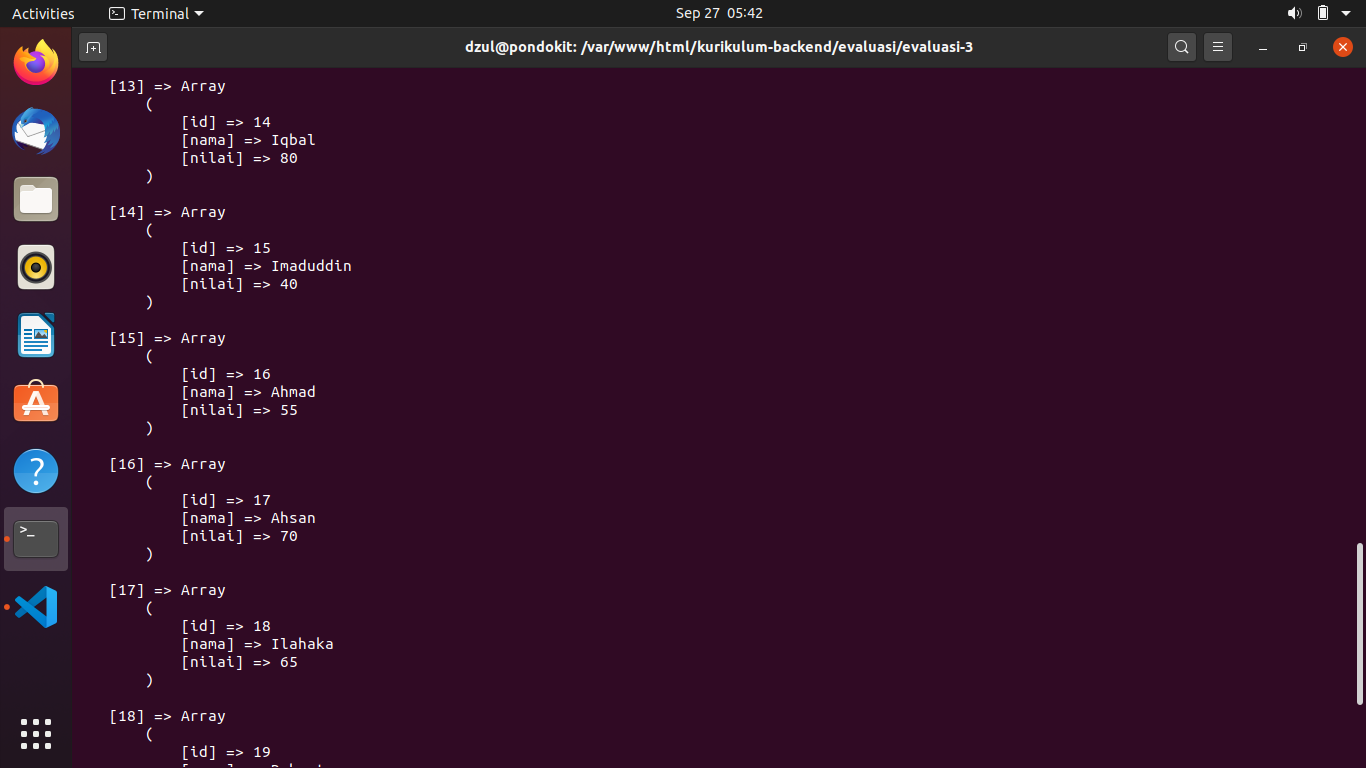 Activities
Terminal
Sep 27 05:42
dzul@pondokit: /var/www/html/kurikulum-backend/evaluasi/evaluasi-3
[13] => Array
(
[id] => 14
[nama] => Iqbal
[nilai] => 80
)
[14] => Array
(
[id] => 15
[nama] => Imaduddin
[nilai] => 40
)
[15] => Array
(
[id] => 16
[nama] => Ahmad
[nilai] => 55
)
[16] => Array
(
[id] => 17
[nama] => Ahsan
[nilai] => 70
)
[17] => Array
(
[id] => 18
[nama] => Ilahaka
[nilai] => 65
)
[18] => Array
(
[id] => 19